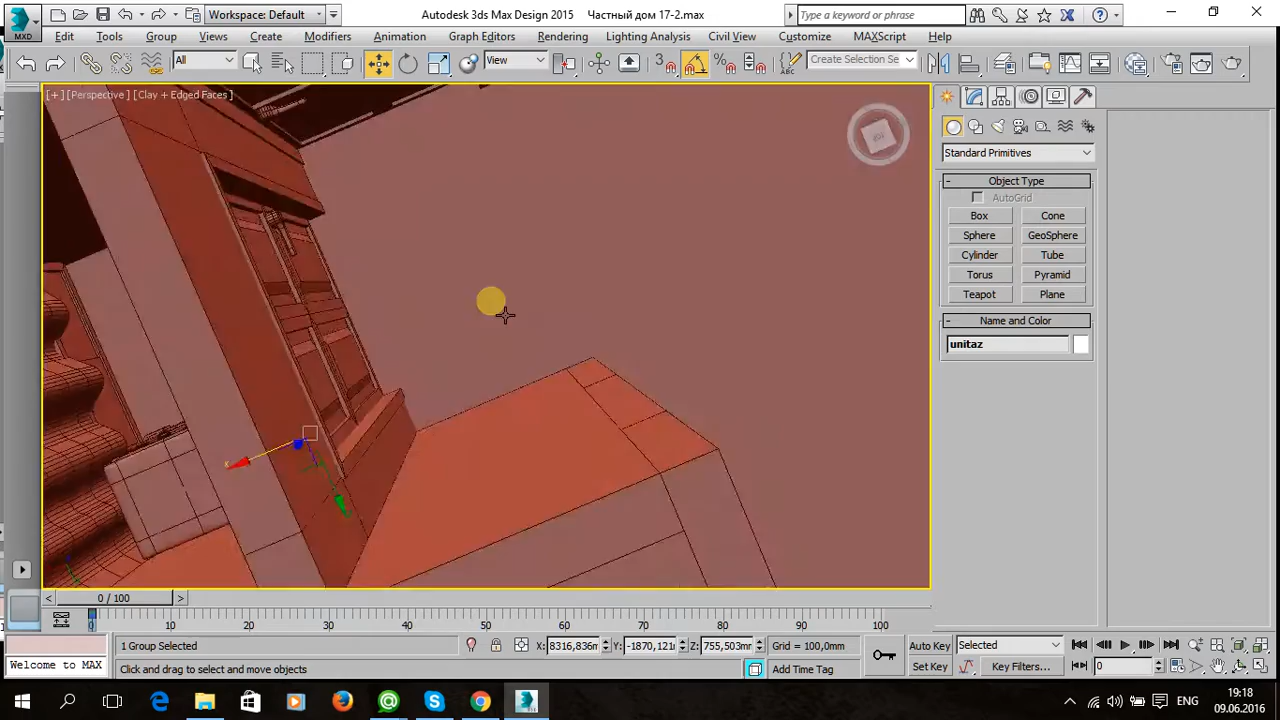 MXD
Workspace: Default
Autodesk 3ds Max Design 2015 Частный дом 17-2.max
Type a keyword or phrase
Edit Tools Group Views Create Modifiers Animation Graph Editors Rendering Lighting Analysis Civil View Customize MAXScript Help
All
View
3
Create Selection Se
[+] [Perspective] [Clay + Edged Faces]
Standard Primitives
- Object Type
AutoGrid
Box Cone
Sphere GeoSphere
Cylinder Tube
Torus Pyramid
Teapot Plane
- Name and Color
unitaz
x
< 0 / 100 >
0 10 20 30 40 50 60 70 80 90 100
1 Group Selected
X: 8316,836m Y: -1870,121m Z: 755,503mm Grid = 100,0mm
Auto Key Selected
Welcome to MAX
Click and drag to select and move objects
Add Time Tag
Set Key Key Filters...
0
ENG
19:18
09.06.2016